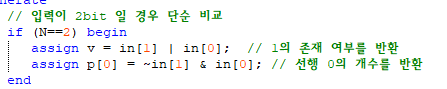 // 입력이 2bit 일 경우 단순 비교
if (N==2) begin
assign v = in[1] | in[0]; // 1의 존재 여부를 반환
assign p[0] = ~in[1] & in[0]; // 선행 0의 개수를 반환
end